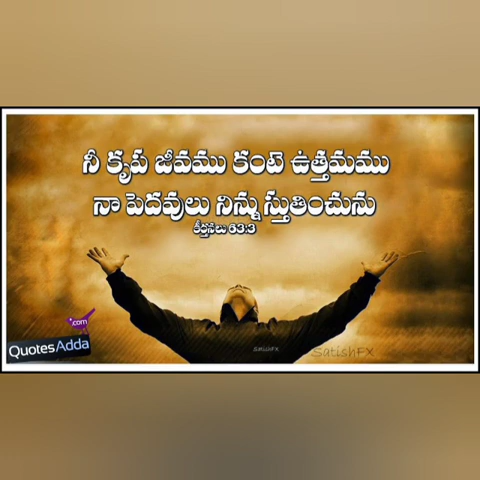 నీ కృప జీవము కంటె ఉత్తమము
నా పెదవులు నిన్ను స్తుతించును
కీర్తనలు 63:3
.com
QuotesAdda
SatishFX